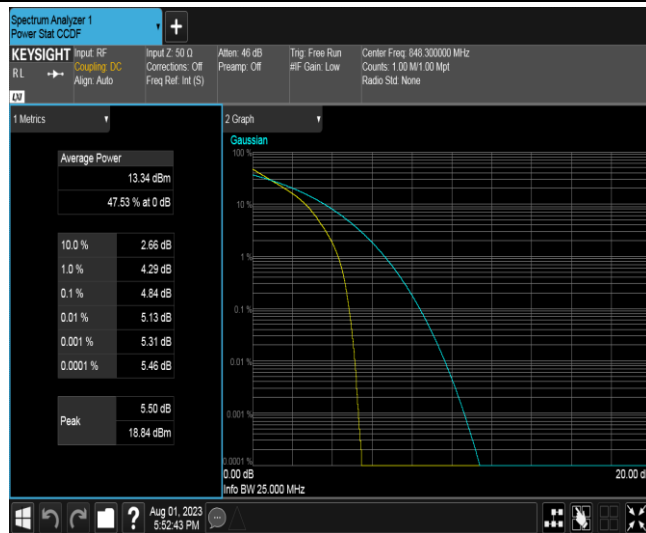 Spectrum Analyzer 1
Power Stat CCDF
KEYSIGHT
RL
LXI
Input: RF
Coupling: DC
Align: Auto
Input Z: 50 Ω
Corrections: Off
Freq Ref: Int (S)
Atten: 46 dB
Preamp: Off
Trig: Free Run
#IF Gain: Low
Center Freq: 848.300000 MHz
Counts: 1.00 M/1.00 Mpt
Radio Std: None
1 Metrics
Average Power
13.34 dBm
47.53 % at 0 dB
10.0 % 2.66 dB
1.0 % 4.29 dB
0.1 % 4.84 dB
0.01 % 5.13 dB
0.001 % 5.31 dB
0.0001 % 5.46 dB
Peak
5.50 dB
18.84 dBm
2 Graph
Gaussian
100 %
10 %
1 %
0.1 %
0.01 %
0.001 %
0.0001 %
0.00 dB
20.00 d
Info BW 25.000 MHz
?
Aug 01, 2023
5:52:43 PM